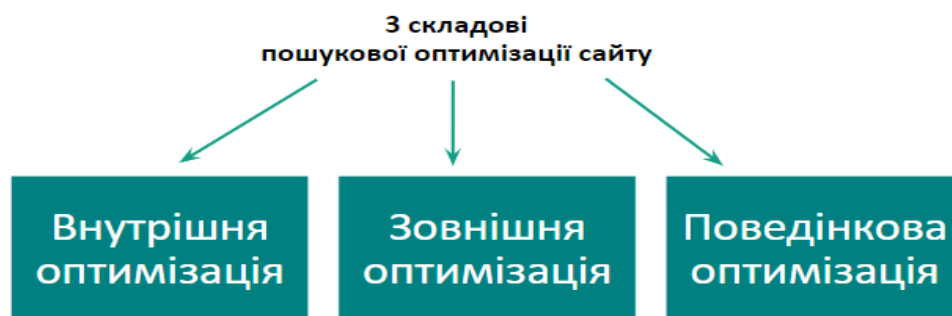 3 складові
пошукової оптимізації сайту
Внутрішня
оптимізація
Зовнішня
оптимізація
Поведінкова
оптимізація